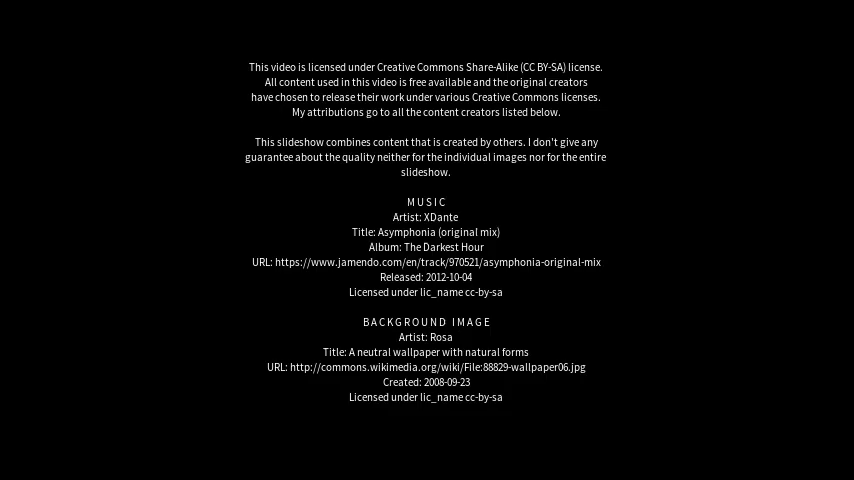 This video is licensed under Creative Commons Share-Alike (CC BY-SA) license.
All content used in this video is free available and the original creators
have chosen to release their work under various Creative Commons licenses.
My attributions go to all the content creators listed below.
This slideshow combines content that is created by others. I don't give any
guarantee about the quality neither for the individual images nor for the entire
slideshow.
MUSIC
Artist: XDante
Title: Asymphonia (original mix)
Album: The Darkest Hour
URL: https://www.jamendo.com/en/track/970521/asymphonia-original-mix
Released: 2012-10-04
Licensed under lic_name cc-by-sa
BACKGROUND IMAGE
Artist: Rosa
Title: A neutral wallpaper with natural forms
URL: http://commons.wikimedia.org/wiki/File:88829-wallpaper06.jpg
Created: 2008-09-23
Licensed under lic_name cc-by-sa